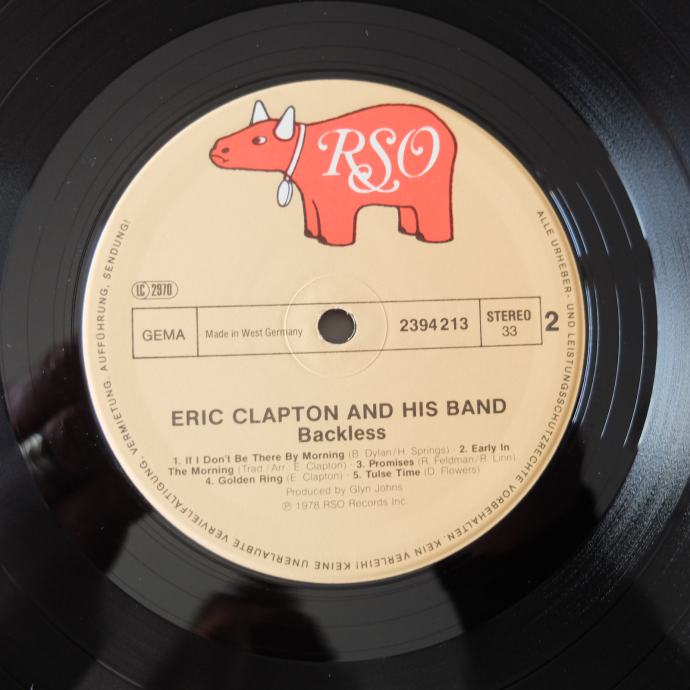 RSO
LC 2970
GEMA
Made in West Germany
2394 213
STEREO
33
2
ERIC CLAPTON AND HIS BAND
Backless
1. If I Don't Be There By Morning (B. Dylan/H. Springs) · 2. Early In
The Morning (Trad./Arr.: E. Clapton) · 3. Promises (R. Feldman/R. Linn)
4. Golden Ring (E. Clapton) · 5. Tulse Time (D. Flowers)
Produced by Glyn Johns
℗ 1978 RSO Records Inc.
ALLE URHEBER- UND LEISTUNGSSCHUTZRECHTE VORBEHALTEN. KEIN VERLEIH! KEINE UNERLAUBTE VERVIELFÄLTIGUNG, VERMIETUNG, AUFFÜHRUNG, SENDUNG!